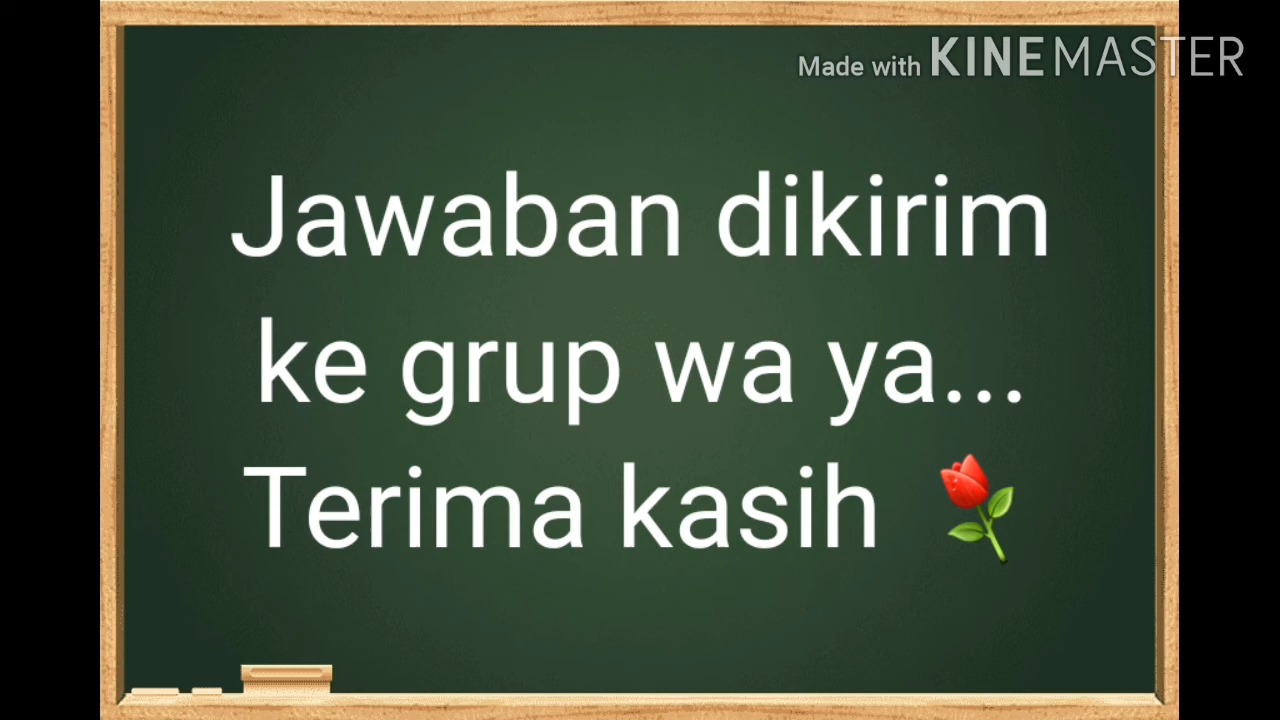 Made with KINEMASTER
Jawaban dikirim
ke grup wa ya...
Terima kasih 🌹